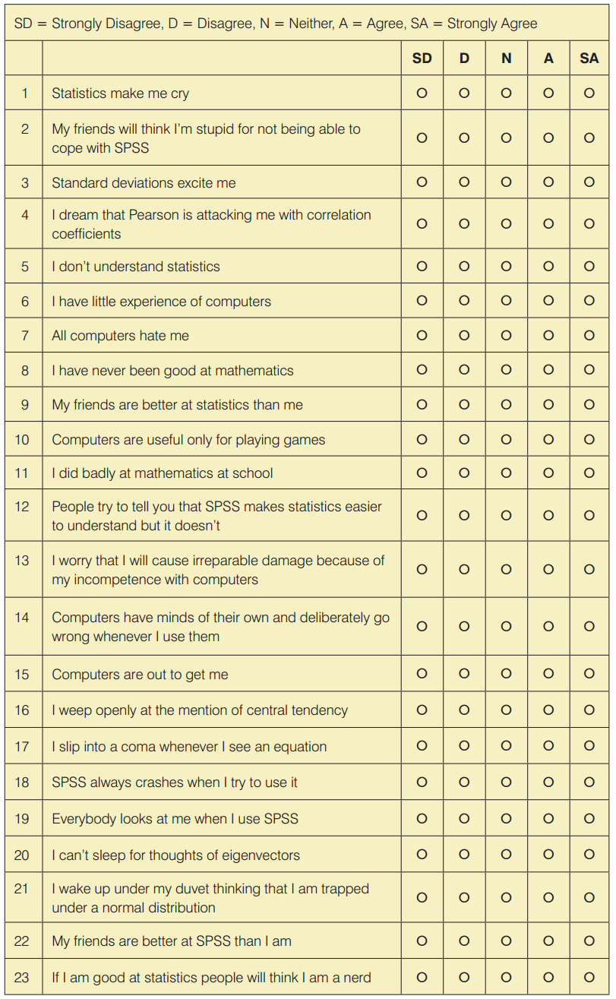 SD = Strongly Disagree, D = Disagree, N = Neither, A = Agree, SA = Strongly Agree
SD D N A SA
1 Statistics make me cry O O O O O
2 My friends will think I’m stupid for not being able to
cope with SPSS O O O O O
3 Standard deviations excite me O O O O O
4 I dream that Pearson is attacking me with correlation
coefficients O O O O O
5 I don’t understand statistics O O O O O
6 I have little experience of computers O O O O O
7 All computers hate me O O O O O
8 I have never been good at mathematics O O O O O
9 My friends are better at statistics than me O O O O O
10 Computers are useful only for playing games O O O O O
11 I did badly at mathematics at school O O O O O
12 People try to tell you that SPSS makes statistics easier
to understand but it doesn’t O O O O O
13 I worry that I will cause irreparable damage because of
my incompetence with computers O O O O O
14 Computers have minds of their own and deliberately go
wrong whenever I use them O O O O O
15 Computers are out to get me O O O O O
16 I weep openly at the mention of central tendency O O O O O
17 I slip into a coma whenever I see an equation O O O O O
18 SPSS always crashes when I try to use it O O O O O
19 Everybody looks at me when I use SPSS O O O O O
20 I can’t sleep for thoughts of eigenvectors O O O O O
21 I wake up under my duvet thinking that I am trapped
under a normal distribution O O O O O
22 My friends are better at SPSS than I am O O O O O
23 If I am good at statistics people will think I am a nerd O O O O O